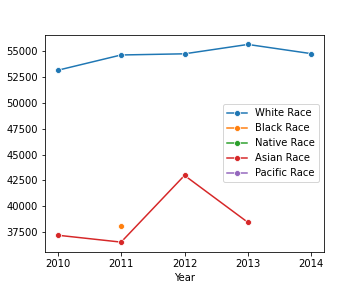 55000
52500
50000
47500
45000
42500
40000
37500
White Race
Black Race
Native Race
Asian Race
Pacific Race
2010 2011 2012 2013 2014
Year